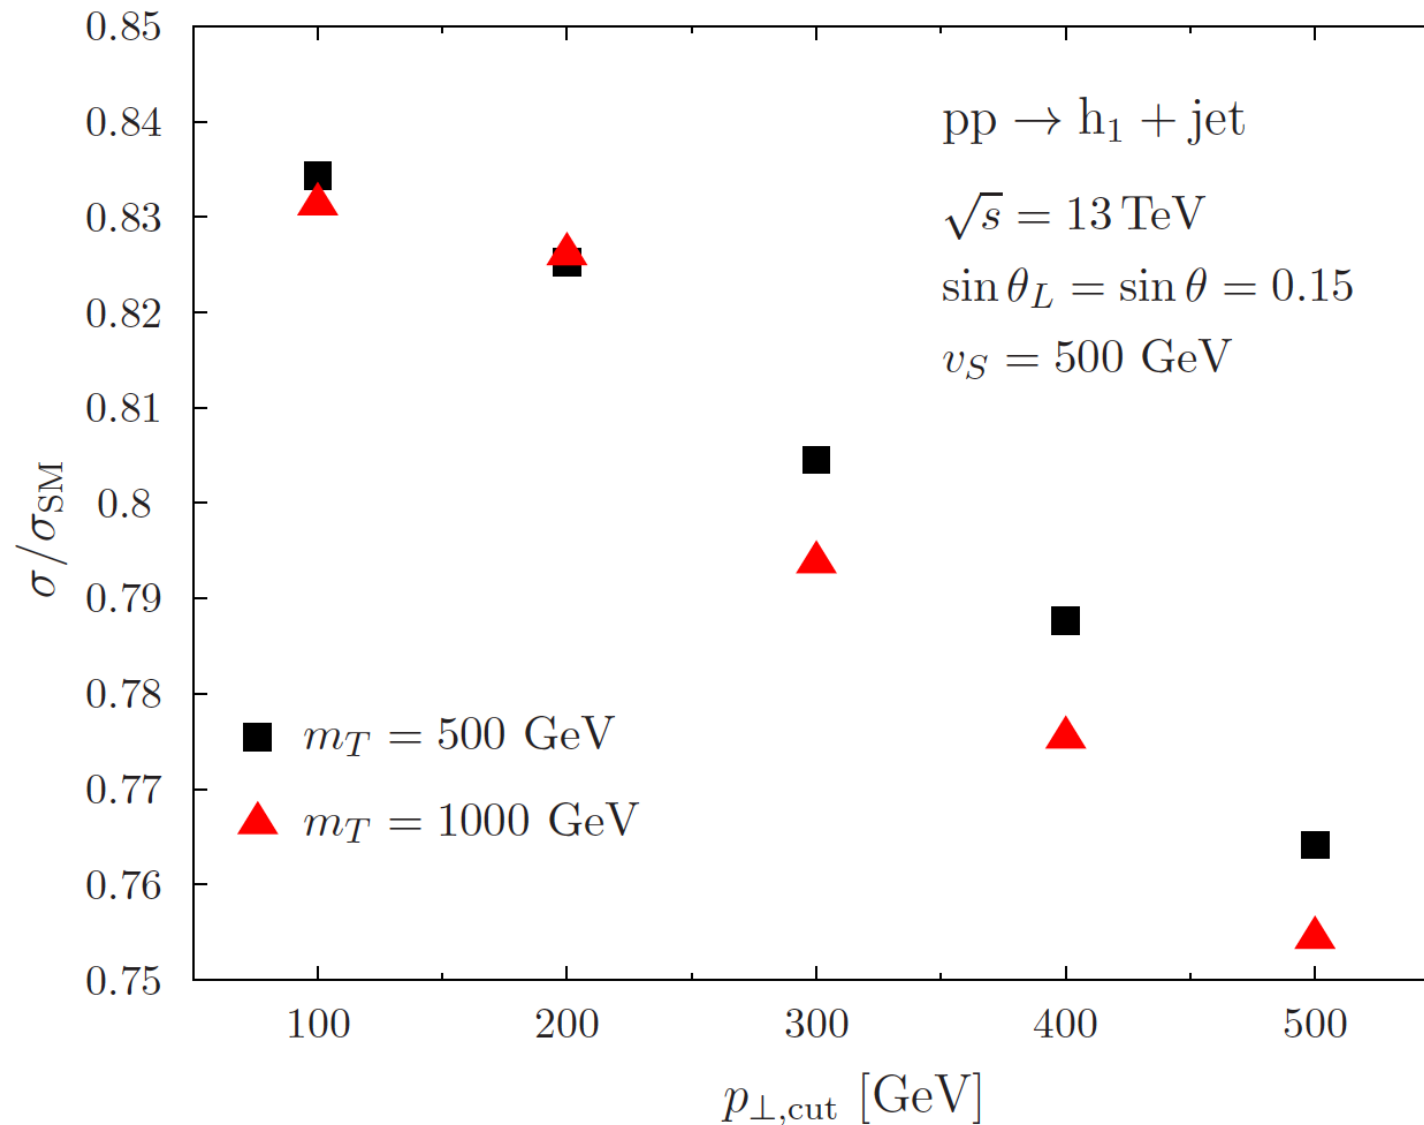 0.85
0.84
0.83
0.82
0.81
0.8
0.79
0.78
0.77
0.76
0.75
σ/σSM
pp → h₁ + jet
√s = 13 TeV
sin θL = sin θ = 0.15
vS = 500 GeV
mT = 500 GeV
mT = 1000 GeV
100 200 300 400 500
p⊥,cut [GeV]